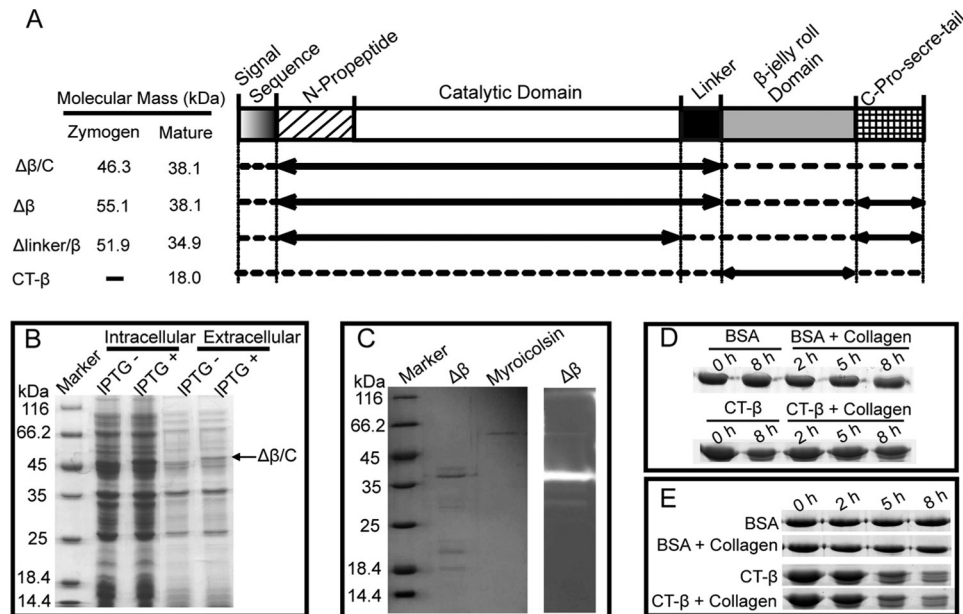 A
Signal
Sequence
N-Propeptide
Catalytic Domain
Linker
β-jelly roll
Domain
C-Pro-secre-tail
Molecular Mass (kDa)
Zymogen Mature
Δβ/C 46.3 38.1
Δβ 55.1 38.1
Δlinker/β 51.9 34.9
CT-β – 18.0
B
Intracellular Extracellular
Marker IPTG - IPTG + IPTG - IPTG +
kDa
116
66.2
45
35
25
18.4
14.4
Δβ/C
C
Marker Δβ Myroicolsin Δβ
kDa
116
66.2
45
35
25
18.4
14.4
D
BSA BSA + Collagen
0 h 8 h 2 h 5 h 8 h
CT-β CT-β + Collagen
0 h 8 h 2 h 5 h 8 h
E
0 h 2 h 5 h 8 h
BSA
BSA + Collagen
CT-β
CT-β + Collagen